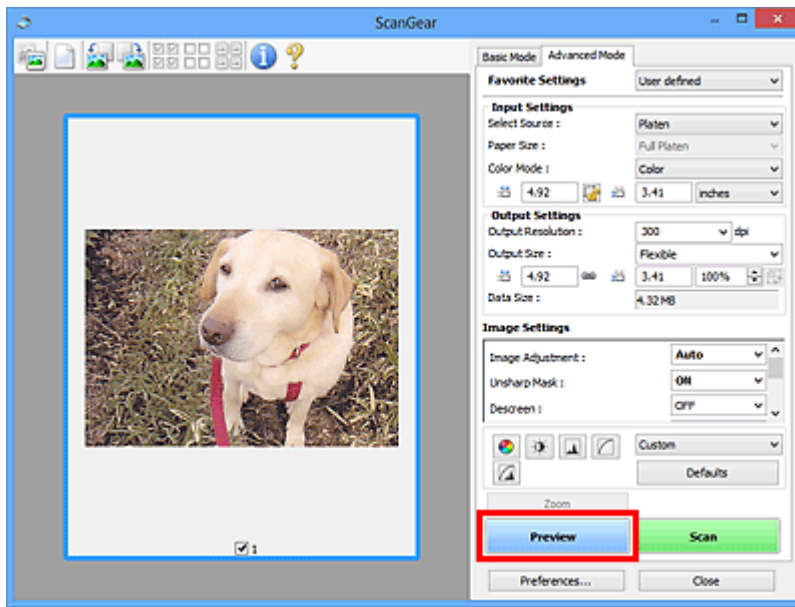 ScanGear
Basic Mode Advanced Mode
Favorite Settings User defined
Input Settings
Select Source : Platen
Paper Size : Full Platen
Color Mode : Color
4.92 3.41 inches
Output Settings
Output Resolution : 300 dpi
Output Size : Flexible
4.92 3.41 100%
Data Size : 4.32 MB
Image Settings
Image Adjustment : Auto
Unsharp Mask : ON
Descreen : OFF
Custom
Defaults
Zoom
Preview Scan
1
Preferences... Close